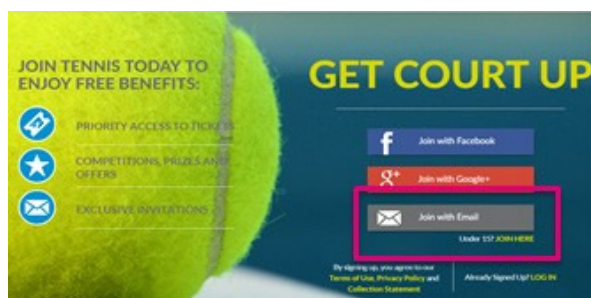 JOIN TENNIS TODAY TO
ENJOY FREE BENEFITS:
PRIORITY ACCESS TO TICKETS
COMPETITIONS, PRIZES AND
OFFERS
EXCLUSIVE INVITATIONS
GET COURT UP
f Join with Facebook
g+ Join with Google+
Join with Email
Under 15? JOIN HERE
By signing up, you agree to our
Terms of Use, Privacy Policy and
Collection Statement
Already Signed Up? LOG IN